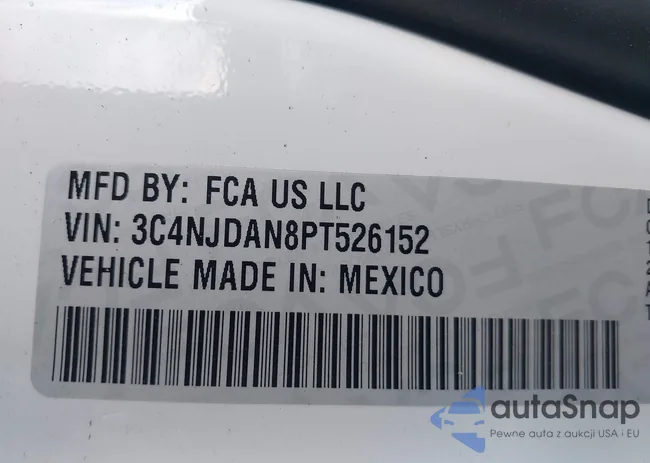 MFD BY: FCA US LLC
VIN: 3C4NJDAN8PT526152
VEHICLE MADE IN: MEXICO
autaSnap
Pewne auta z aukcji USA i EU